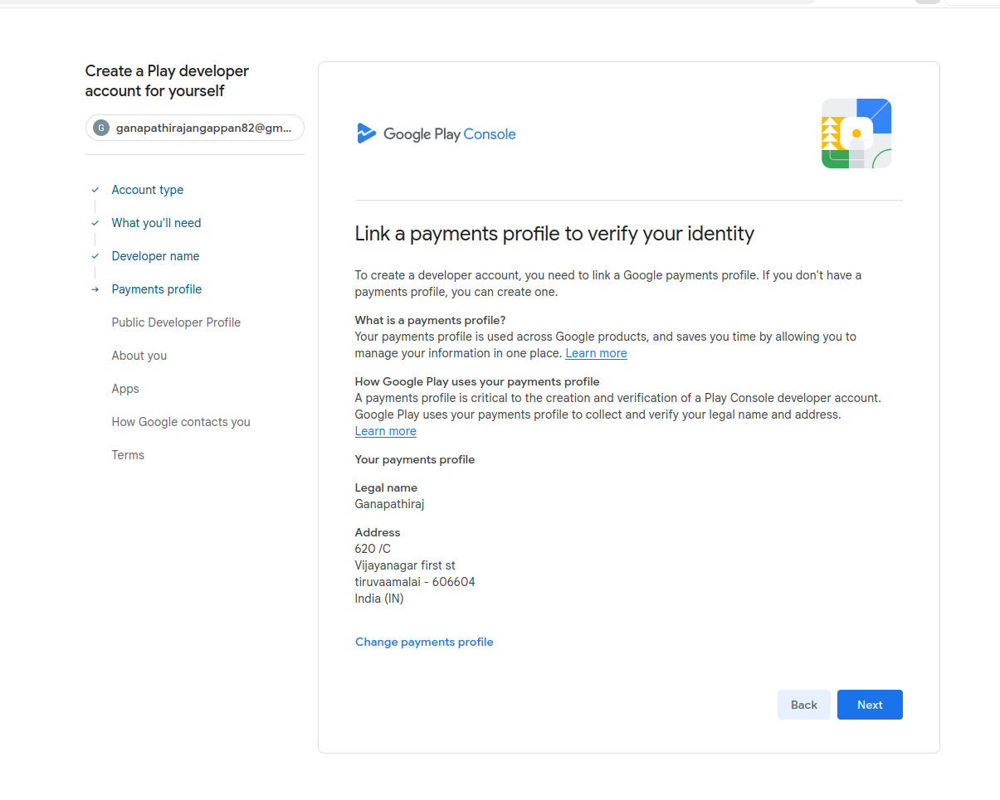 Create a Play developer
account for yourself
G ganapathirajangappan82@gm...
Account type
What you'll need
Developer name
Payments profile
Public Developer Profile
About you
Apps
How Google contacts you
Terms
Google Play Console
Link a payments profile to verify your identity
To create a developer account, you need to link a Google payments profile. If you don't have a
payments profile, you can create one.
What is a payments profile?
Your payments profile is used across Google products, and saves you time by allowing you to
manage your information in one place. Learn more
How Google Play uses your payments profile
A payments profile is critical to the creation and verification of a Play Console developer account.
Google Play uses your payments profile to collect and verify your legal name and address.
Learn more
Your payments profile
Legal name
Ganapathiraj
Address
620 /C
Vijayanagar first st
tiruvaamalai - 606604
India (IN)
Change payments profile
Back
Next